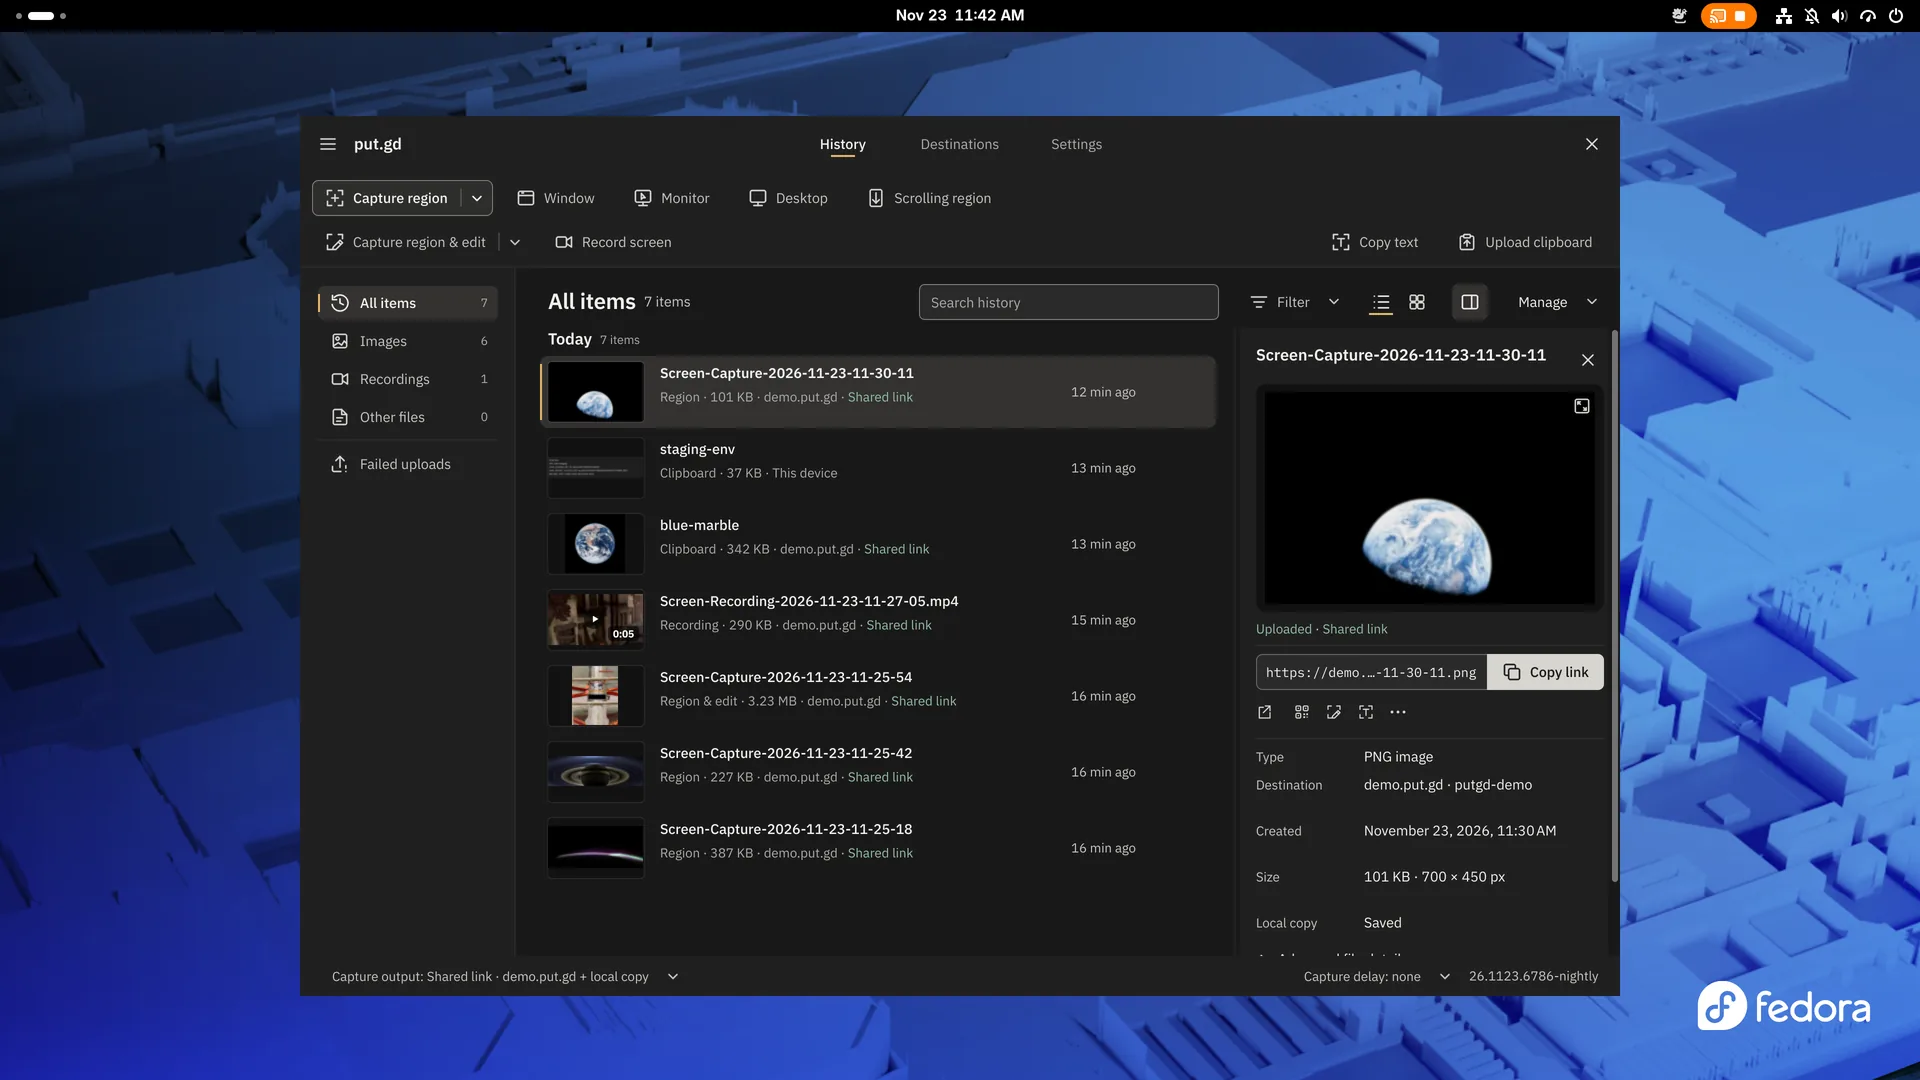 Nov 23 11:42 AM
put.gd
History
Destinations
Settings
Capture region
Window
Monitor
Desktop
Scrolling region
Capture region & edit
Record screen
Copy text
Upload clipboard
All items 7
Images 6
Recordings 1
Other files 0
Failed uploads
All items 7 items
Search history
Filter
Manage
Today 7 items
Screen-Capture-2026-11-23-11-30-11
Region · 101 KB · demo.put.gd · Shared link
12 min ago
staging-env
Clipboard · 37 KB · This device
13 min ago
blue-marble
Clipboard · 342 KB · demo.put.gd · Shared link
13 min ago
0:05
Screen-Recording-2026-11-23-11-27-05.mp4
Recording · 290 KB · demo.put.gd · Shared link
15 min ago
Screen-Capture-2026-11-23-11-25-54
Region & edit · 3.23 MB · demo.put.gd · Shared link
16 min ago
Screen-Capture-2026-11-23-11-25-42
Region · 227 KB · demo.put.gd · Shared link
16 min ago
Screen-Capture-2026-11-23-11-25-18
Region · 387 KB · demo.put.gd · Shared link
16 min ago
Screen-Capture-2026-11-23-11-30-11
Uploaded · Shared link
https://demo.…-11-30-11.png
Copy link
Type PNG image
Destination demo.put.gd · putgd-demo
Created November 23, 2026, 11:30 AM
Size 101 KB · 700 × 450 px
Local copy Saved
Capture output: Shared link · demo.put.gd + local copy
Capture delay: none
26.1123.6786-nightly
fedora